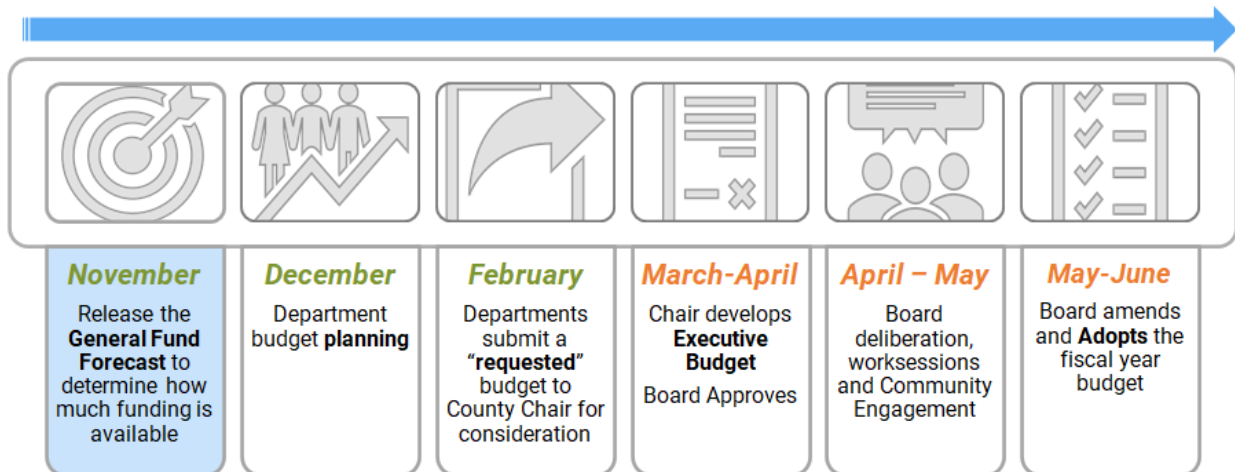 November
Release the
General Fund
Forecast to
determine how
much funding is
available
December
Department
budget planning
February
Departments
submit a
“requested”
budget to
County Chair for
consideration
March-April
Chair develops
Executive
Budget
Board Approves
April – May
Board
deliberation,
worksessions
and Community
Engagement
May-June
Board amends
and Adopts the
fiscal year
budget